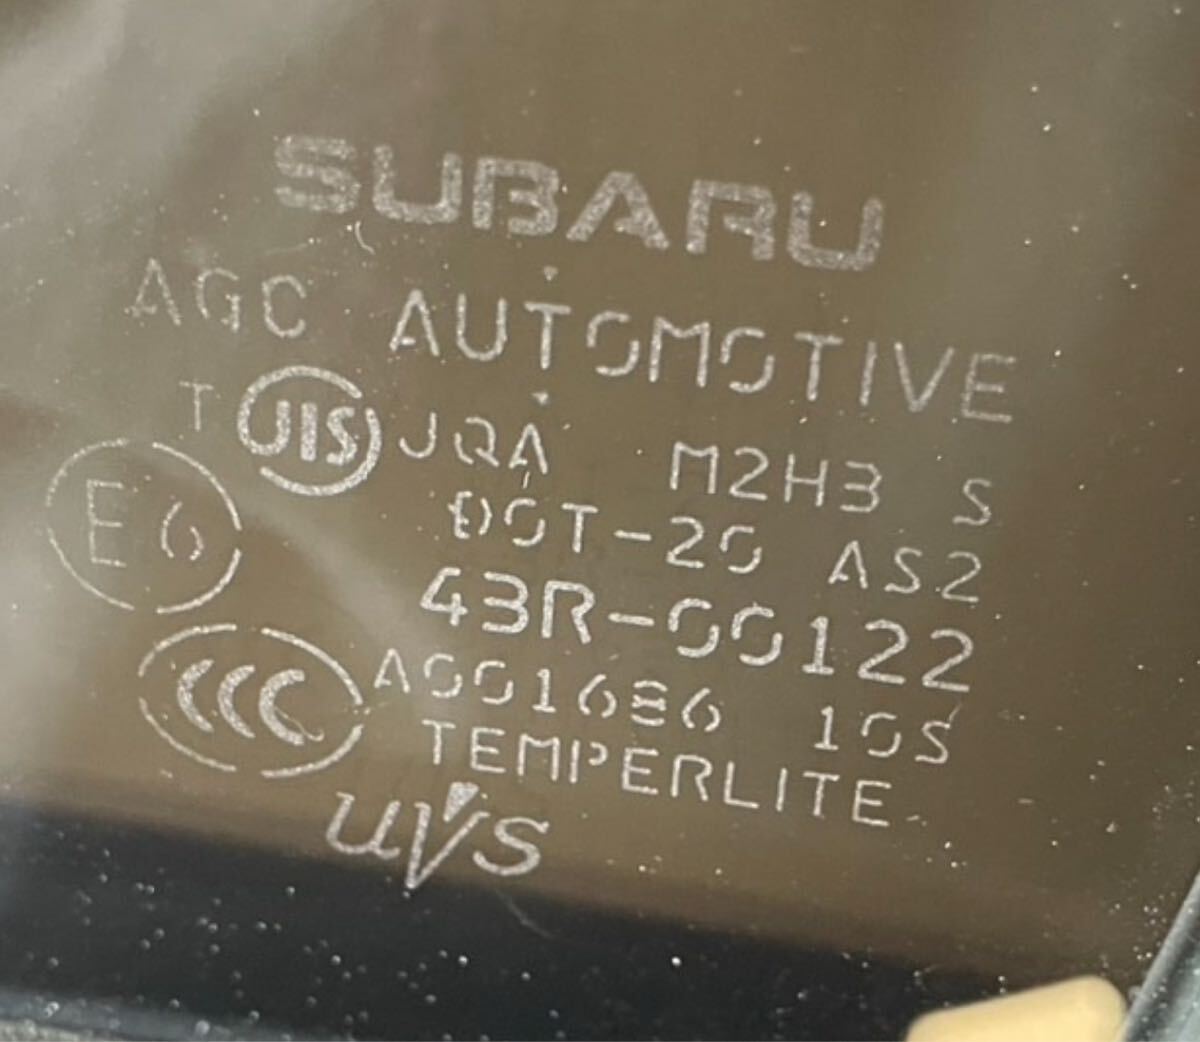 SUBARU
AGC AUTOMOTIVE
T JIS JQA M2H3 S
DOT-20 AS2
E6 43R-00122
CCC A001686 10S
TEMPERLITE
UVS